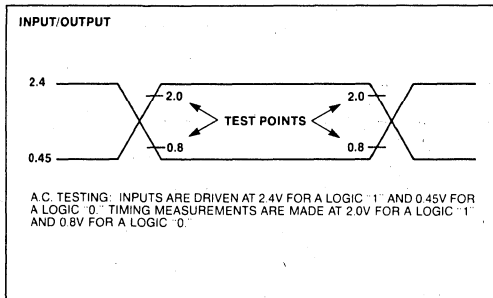 INPUT/OUTPUT
2.4
2.0
2.0
TEST POINTS
0.8
0.8
0.45
A.C. TESTING: INPUTS ARE DRIVEN AT 2.4V FOR A LOGIC "1" AND 0.45V FOR
A LOGIC "0." TIMING MEASUREMENTS ARE MADE AT 2.0V FOR A LOGIC "1"
AND 0.8V FOR A LOGIC "0."